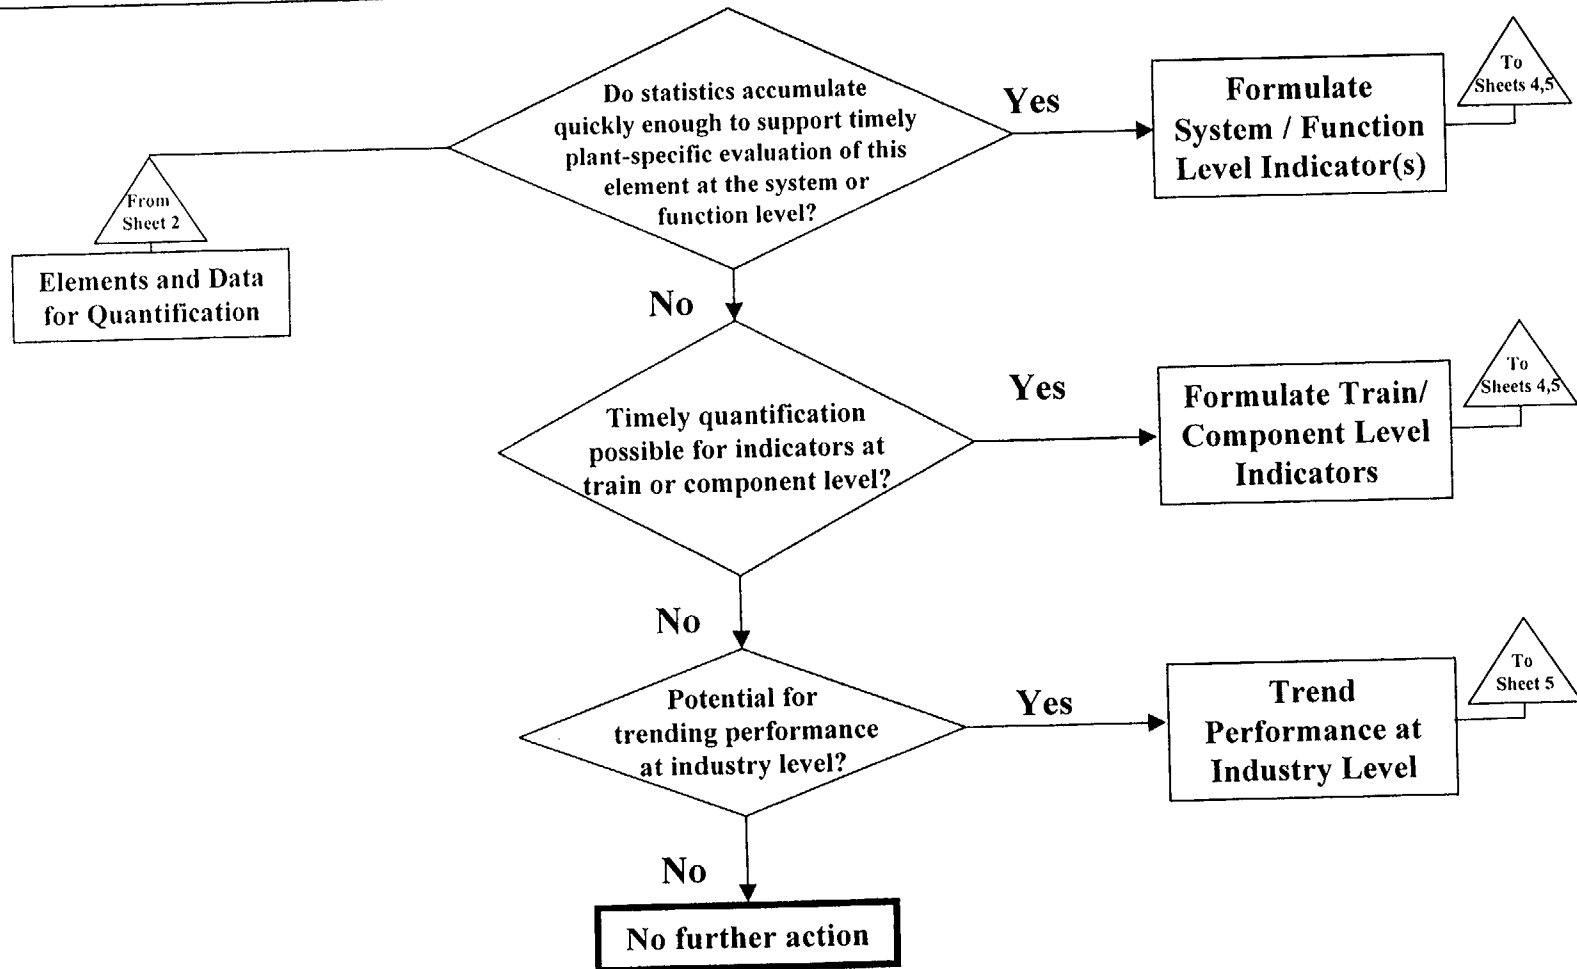 Do statistics accumulate
quickly enough to support timely
plant-specific evaluation of this
element at the system or
function level?
Yes
Formulate
System / Function
Level Indicator(s)
To
Sheets 4,5
From
Sheet 2
Elements and Data
for Quantification
No
Timely quantification
possible for indicators at
train or component level?
Yes
Formulate Train/
Component Level
Indicators
To
Sheets 4,5
No
Potential for
trending performance
at industry level?
Yes
Trend
Performance at
Industry Level
To
Sheet 5
No
No further action